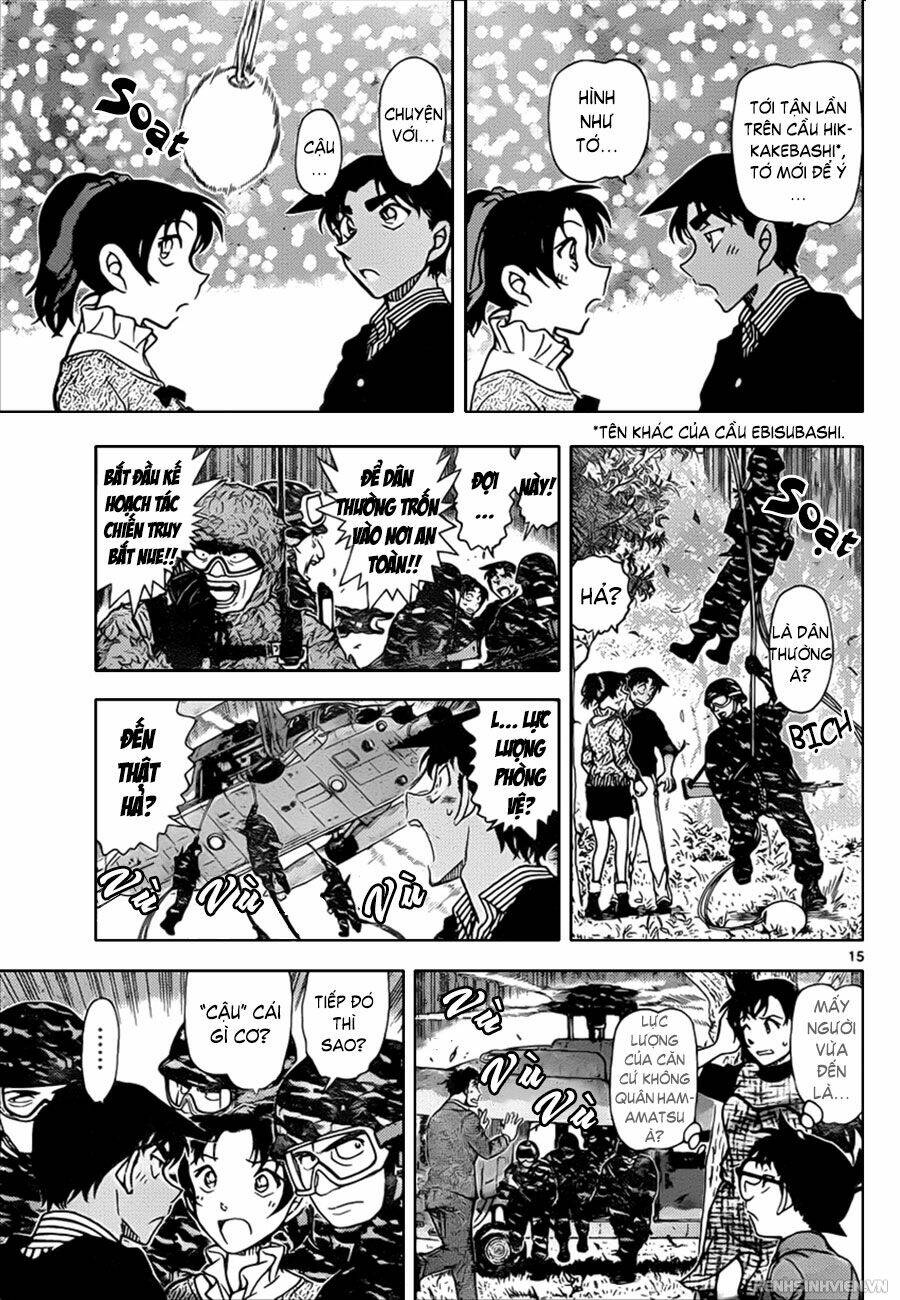 TỚI TẬN LẦN
TRÊN CẦU HIK-
KAKEBASHI*,
TỚ MỚI ĐỂ Ý
...
HÌNH
NHƯ
TỚ...
CHUYỆN
VỚI...
CẬU
...
Soạt
*TÊN KHÁC CỦA CẦU EBISUBASHI.
Soạt
LÀ DÂN
THƯỜNG
À?
HẢ?
BỊCH
NÀY!
ĐỢI
...
ĐỂ DÂN
THƯỜNG TRỐN
VÀO NƠI AN
TOÀN!!
BẮT ĐẦU KẾ
HOẠCH TÁC
CHIẾN TRUY
BẮT NUE!!
L... LỰC
LƯỢNG
PHÒNG
VỆ?
ĐẾN
THẬT
HẢ?
Vù
Vù
Vù
15
MẤY
NGƯỜI
VỪA
ĐẾN
LÀ...
LỰC
LƯỢNG
CỦA CĂN
CỨ KHÔNG
QUÂN HAM-
AMATSU
À?
Vù
Vù
Vù
TIẾP ĐÓ
THÌ
SAO?
“CẬU” CÁI
GÌ CƠ?
......
KENHSINHVIEN.VN